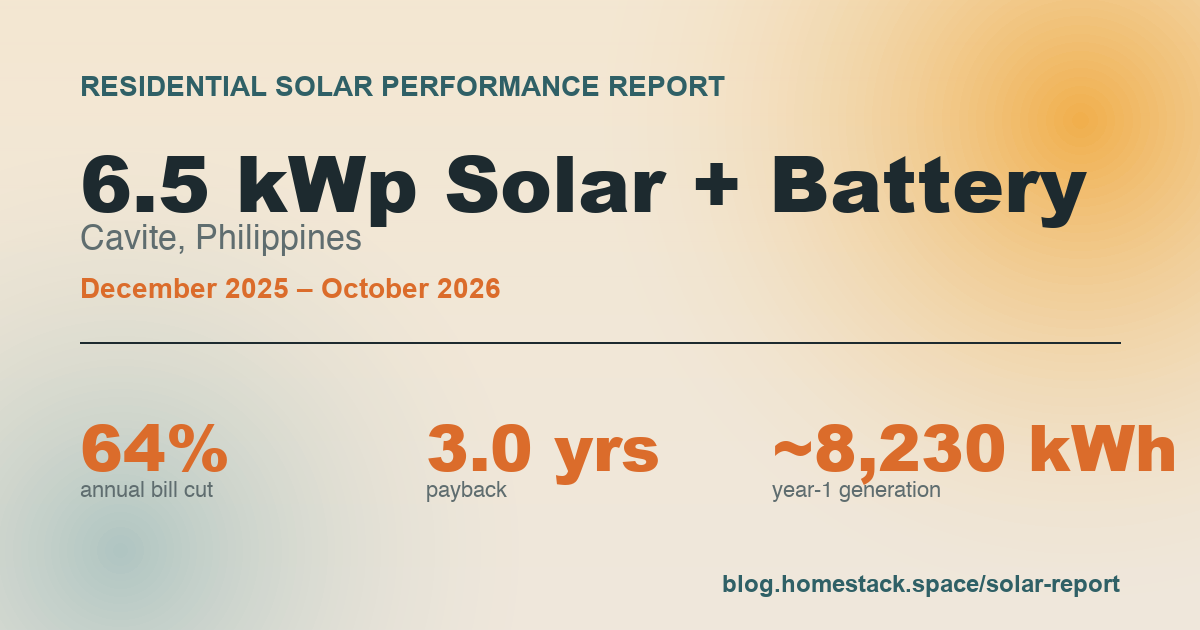 RESIDENTIAL SOLAR PERFORMANCE REPORT
6.5 kWp Solar + Battery
Cavite, Philippines
December 2025 – October 2026
64%
annual bill cut
3.0 yrs
payback
~8,230 kWh
year-1 generation
blog.homestack.space/solar-report